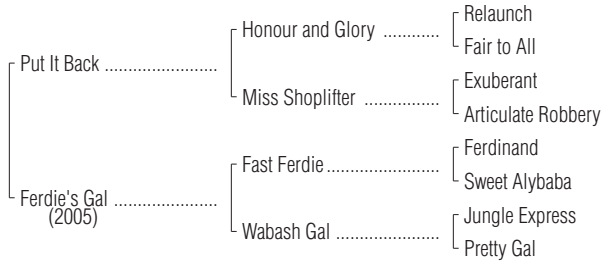 Relaunch
Honour and Glory ............
Fair to All
Put It Back .......................
Exuberant
Miss Shoplifter ................
Articulate Robbery
Ferdinand
Fast Ferdie.......................
Sweet Alybaba
Ferdie's Gal .....................
(2005)
Jungle Express
Wabash Gal .....................
Pretty Gal